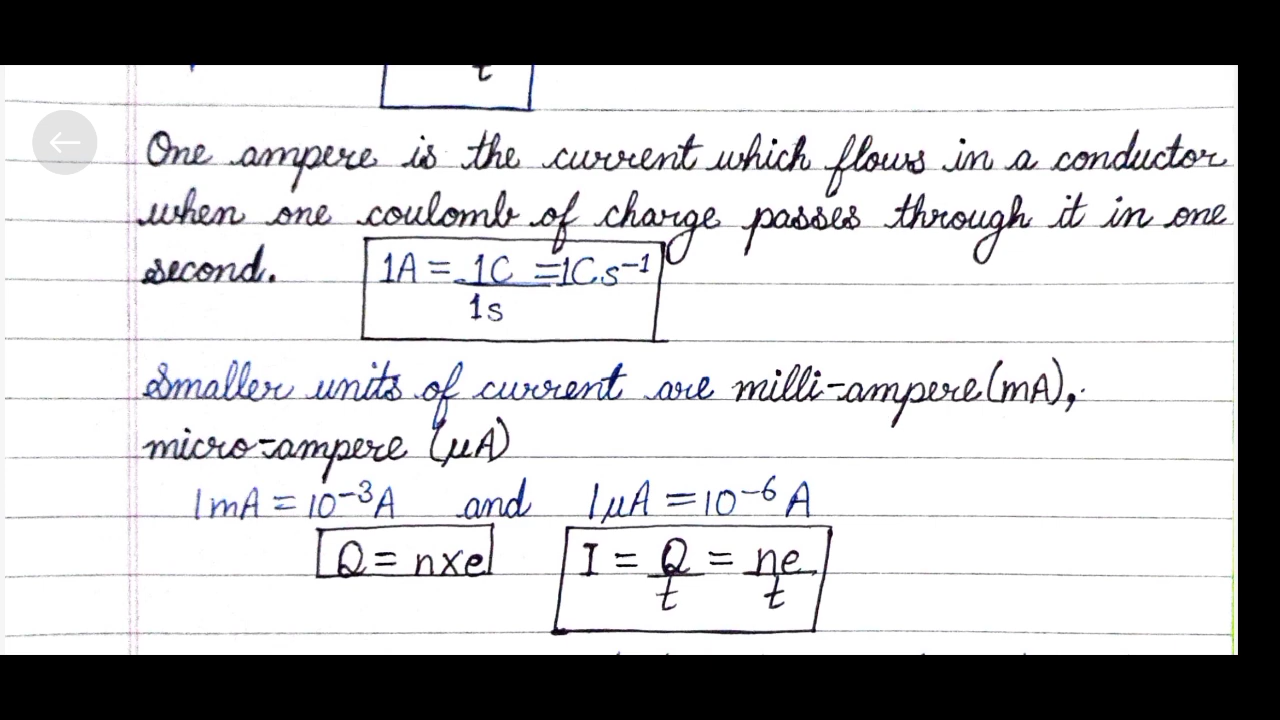 t
One ampere is the current which flows in a conductor
when one coulomb of charge passes through it in one
second. 1A = 1C/1s = 1Cs⁻¹
Smaller units of current are milli-ampere (mA),
micro-ampere (μA)
1mA = 10⁻³A and 1μA = 10⁻⁶ A
Q = n×e I = Q/t = ne/t